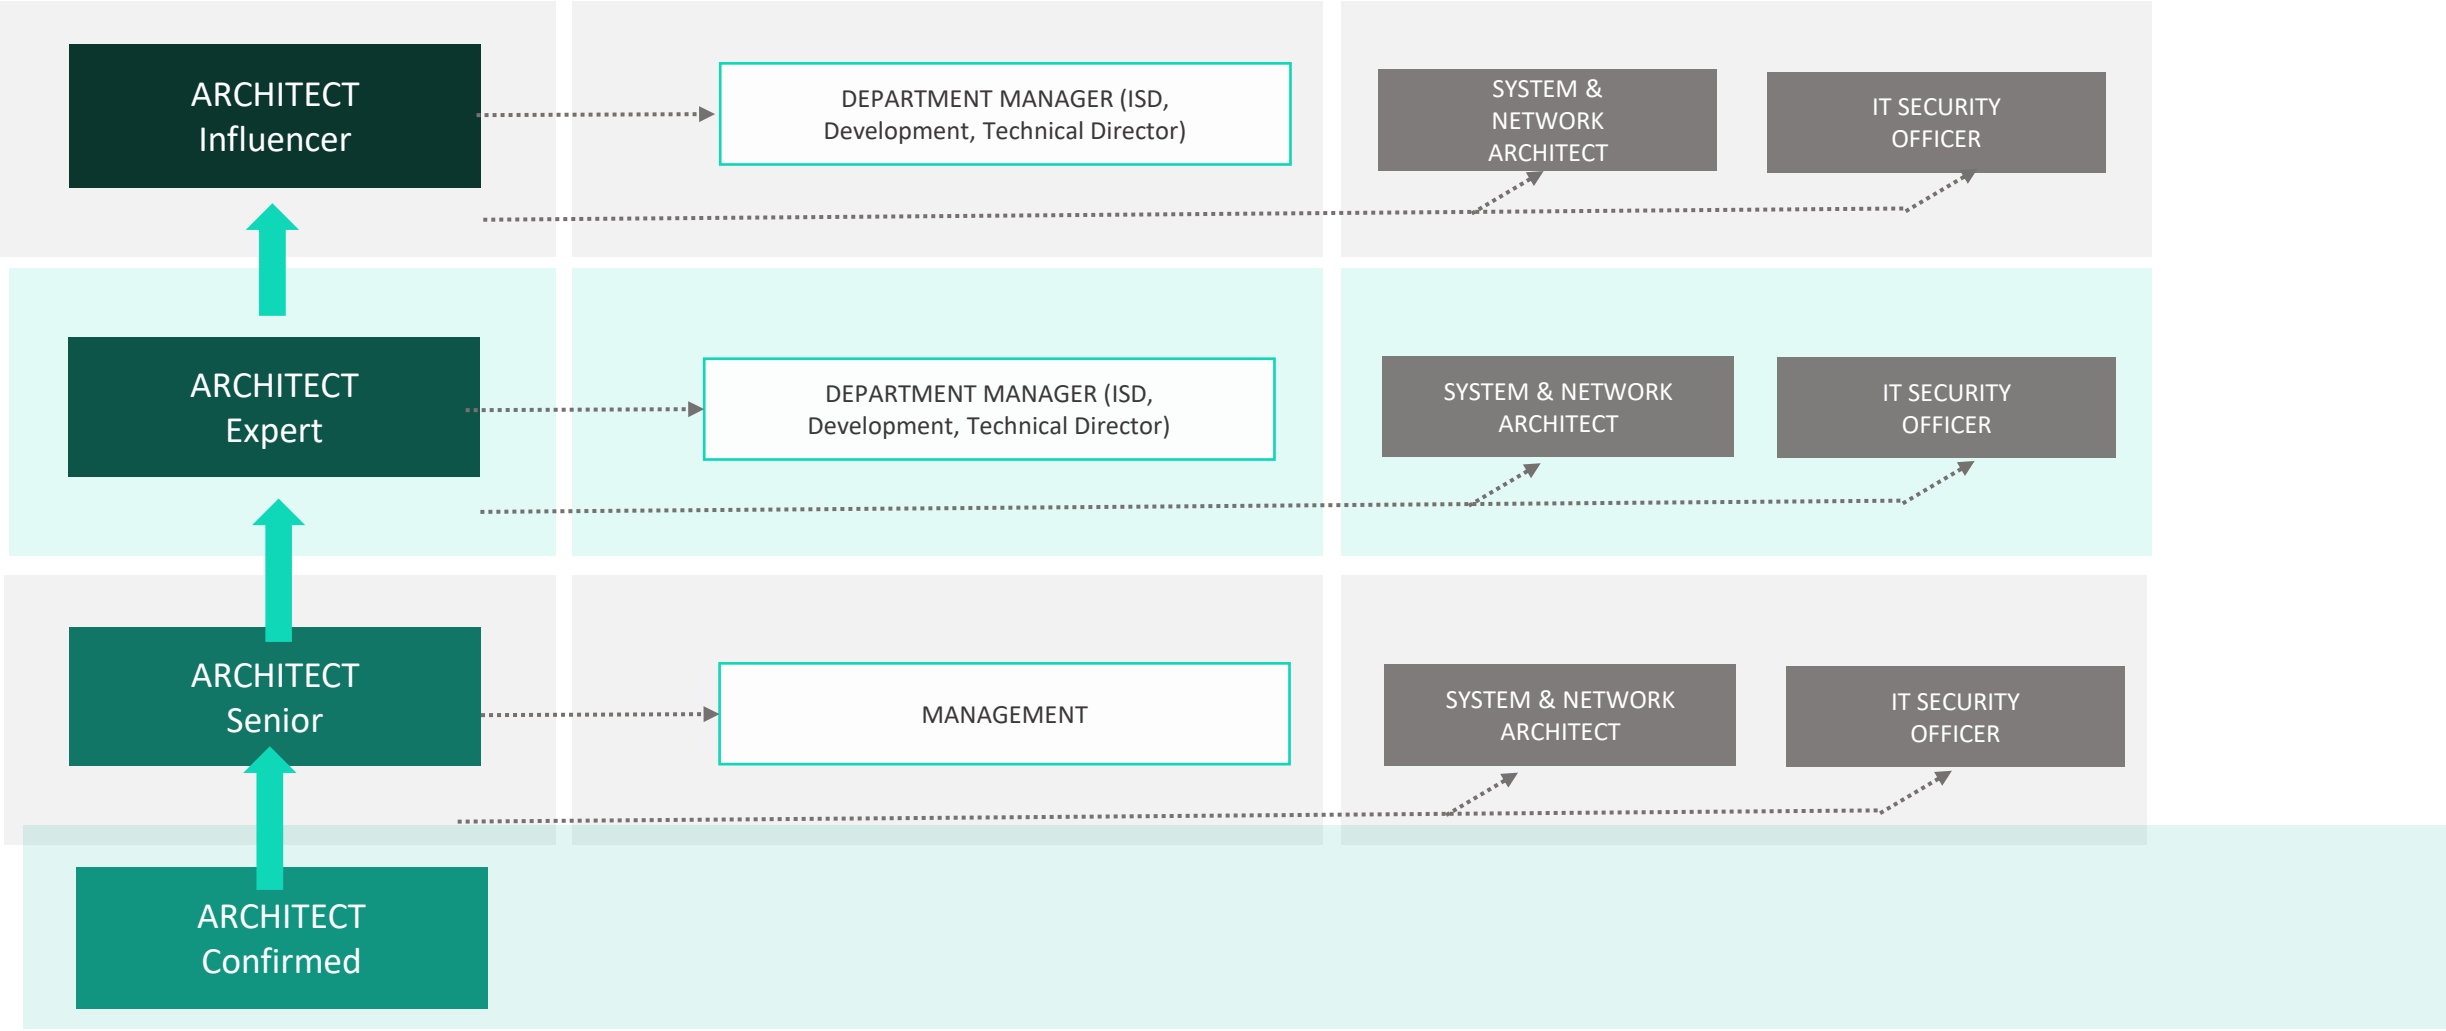 ARCHITECT
Influencer
DEPARTMENT MANAGER (ISD,
Development, Technical Director)
SYSTEM &
NETWORK
ARCHITECT
IT SECURITY
OFFICER
ARCHITECT
Expert
DEPARTMENT MANAGER (ISD,
Development, Technical Director)
SYSTEM & NETWORK
ARCHITECT
IT SECURITY
OFFICER
ARCHITECT
Senior
MANAGEMENT
SYSTEM & NETWORK
ARCHITECT
IT SECURITY
OFFICER
ARCHITECT
Confirmed